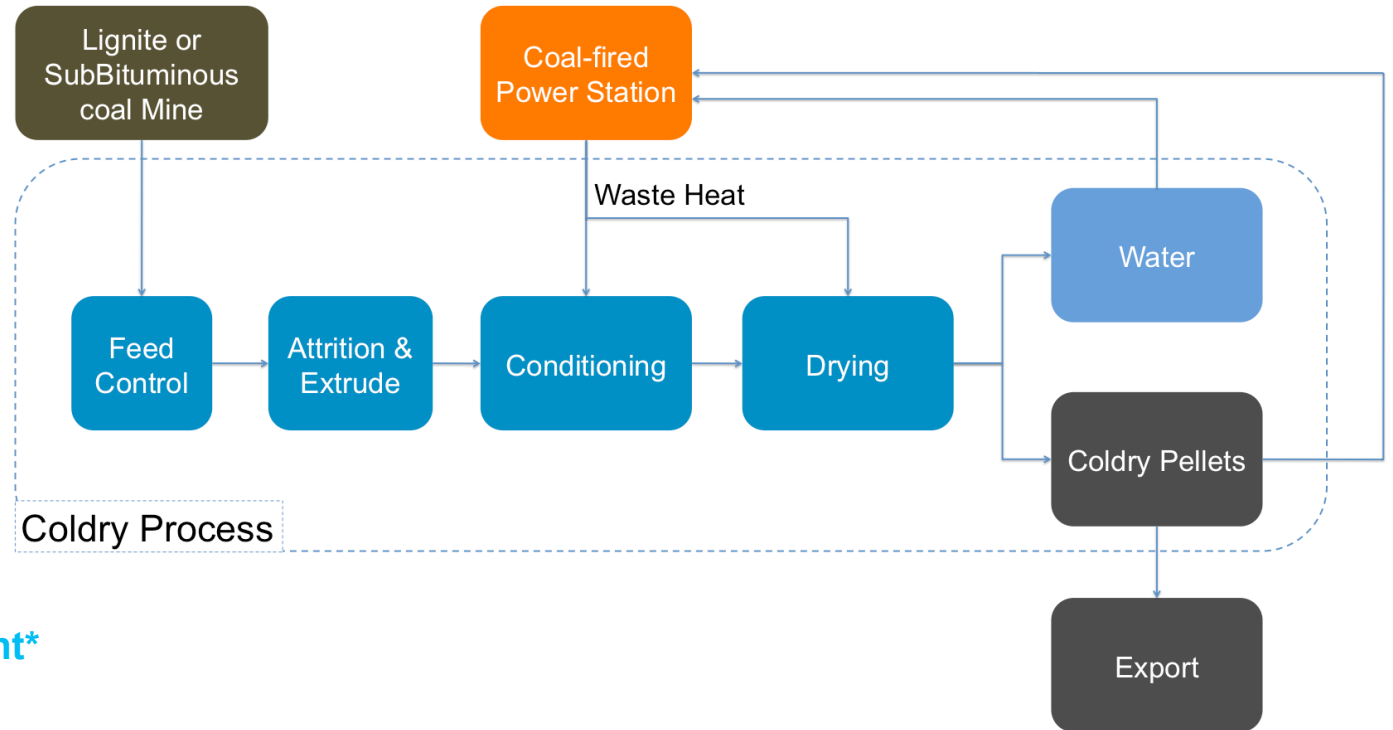 Lignite or
SubBituminous
coal Mine
Coal-fired
Power Station
Waste Heat
Water
Feed
Control
Attrition &
Extrude
Conditioning
Drying
Coldry Pellets
Coldry Process
nt*
Export